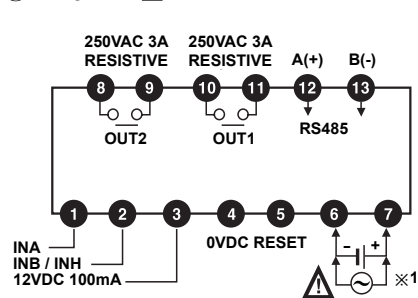 250VAC 3A 250VAC 3A
RESISTIVE RESISTIVE A(+) B(-)
8 9 10 11 12 13
OUT2 OUT1 RS485
1 2 3 4 5 6 7
INA 0VDC RESET - +
INB / INH
12VDC 100mA ※1